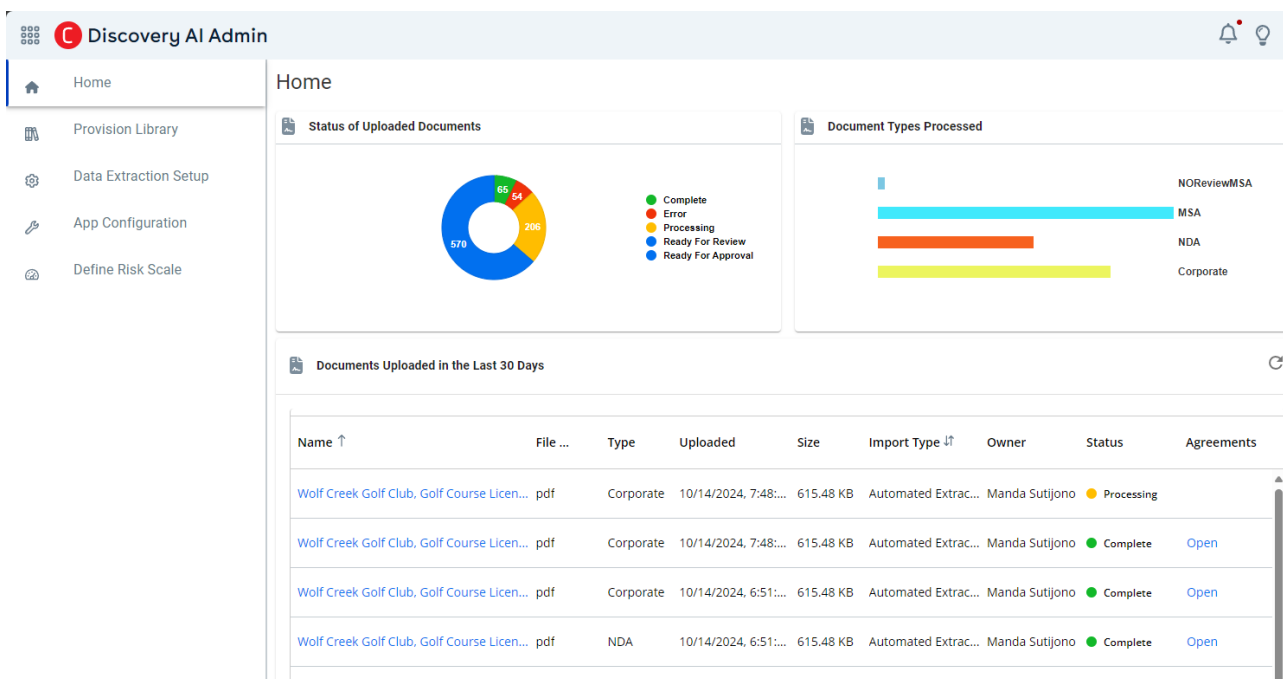 C Discovery AI Admin
Home
Provision Library
Data Extraction Setup
App Configuration
Define Risk Scale
Home
Status of Uploaded Documents
65
54
206
570
Complete
Error
Processing
Ready For Review
Ready For Approval
Document Types Processed
NOReviewMSA
MSA
NDA
Corporate
Documents Uploaded in the Last 30 Days
Name File ... Type Uploaded Size Import Type Owner Status Agreements
Wolf Creek Golf Club, Golf Course Licen... pdf Corporate 10/14/2024, 7:48:... 615.48 KB Automated Extrac... Manda Sutijono Processing
Wolf Creek Golf Club, Golf Course Licen... pdf Corporate 10/14/2024, 7:48:... 615.48 KB Automated Extrac... Manda Sutijono Complete Open
Wolf Creek Golf Club, Golf Course Licen... pdf Corporate 10/14/2024, 6:51:... 615.48 KB Automated Extrac... Manda Sutijono Complete Open
Wolf Creek Golf Club, Golf Course Licen... pdf NDA 10/14/2024, 6:51:... 615.48 KB Automated Extrac... Manda Sutijono Complete Open